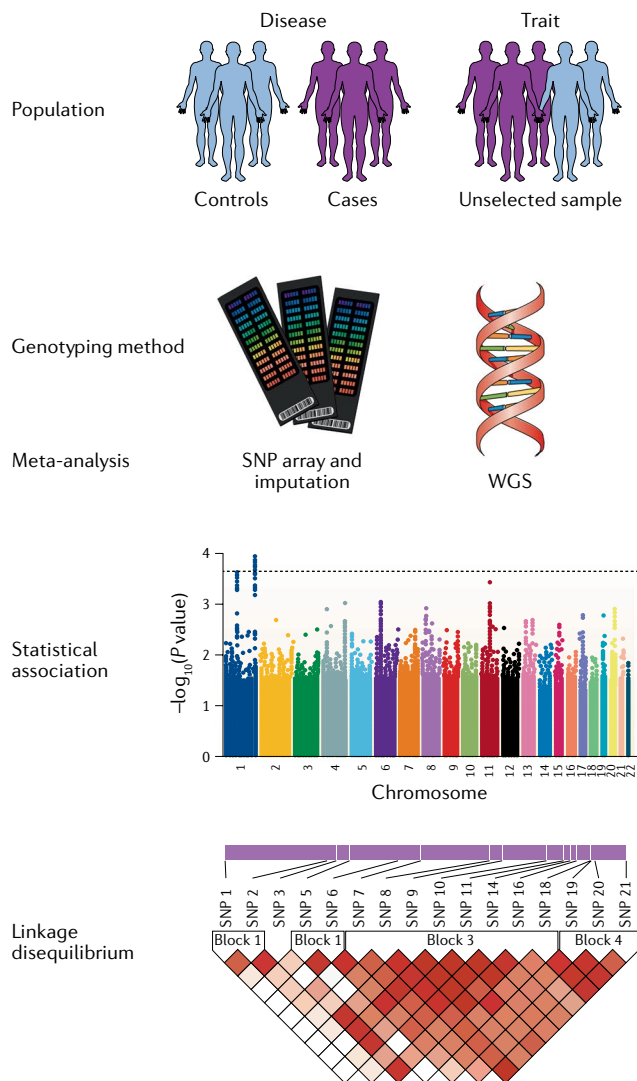 Disease Trait
Population
Controls Cases Unselected sample
Genotyping method
Meta-analysis
SNP array and
imputation
WGS
Statistical
association
–log10(P value)
4
3
2
1
0
1 2 3 4 5 6 7 8 9 10 11 12 13 14 15 16 17 18 19 20 21 22
Chromosome
Linkage
disequilibrium
SNP 1 SNP 2 SNP 3 SNP 5 SNP 6 SNP 7 SNP 8 SNP 9 SNP 10 SNP 11 SNP 14 SNP 16 SNP 18 SNP 19 SNP 20 SNP 21
Block 1 Block 1 Block 3 Block 4